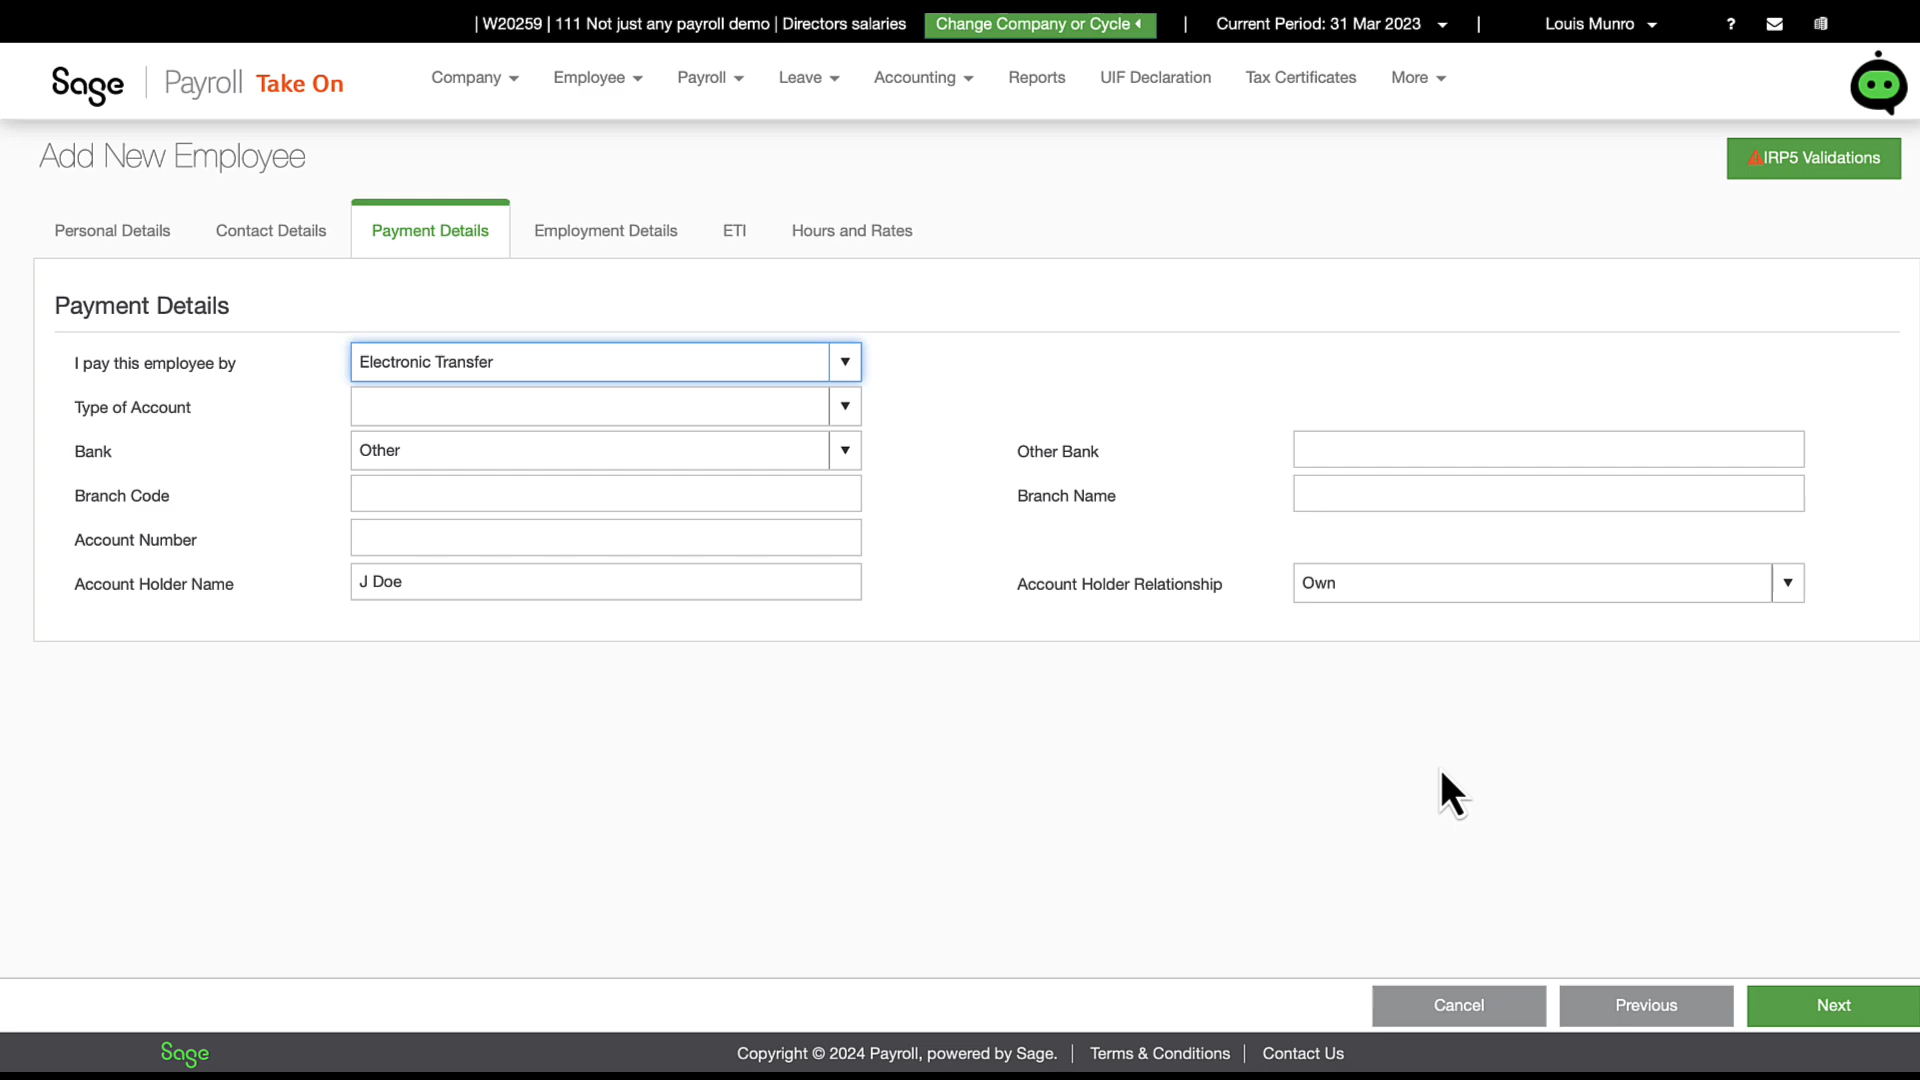 | W20259 | 111 Not just any payroll demo | Directors salaries Change Company or Cycle | Current Period: 31 Mar 2023 | Louis Munro ?
Sage | Payroll Take On Company Employee Payroll Leave Accounting Reports UIF Declaration Tax Certificates More
Add New Employee IRP5 Validations
Personal Details Contact Details Payment Details Employment Details ETI Hours and Rates
Payment Details
I pay this employee by Electronic Transfer
Type of Account
Bank Other Other Bank
Branch Code Branch Name
Account Number
Account Holder Name J Doe Account Holder Relationship Own
Cancel Previous Next
Sage Copyright © 2024 Payroll, powered by Sage. | Terms & Conditions | Contact Us